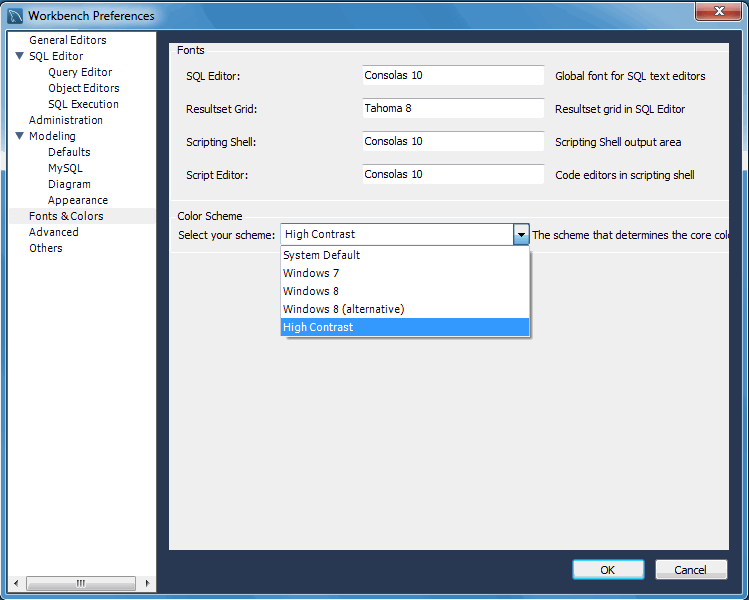 Workbench Preferences
General Editors
SQL Editor
Query Editor
Object Editors
SQL Execution
Administration
Modeling
Defaults
MySQL
Diagram
Appearance
Fonts & Colors
Advanced
Others
Fonts
SQL Editor: Consolas 10 Global font for SQL text editors
Resultset Grid: Tahoma 8 Resultset grid in SQL Editor
Scripting Shell: Consolas 10 Scripting Shell output area
Script Editor: Consolas 10 Code editors in scripting shell
Color Scheme
Select your scheme: High Contrast The scheme that determines the core colo
System Default
Windows 7
Windows 8
Windows 8 (alternative)
High Contrast
OK Cancel